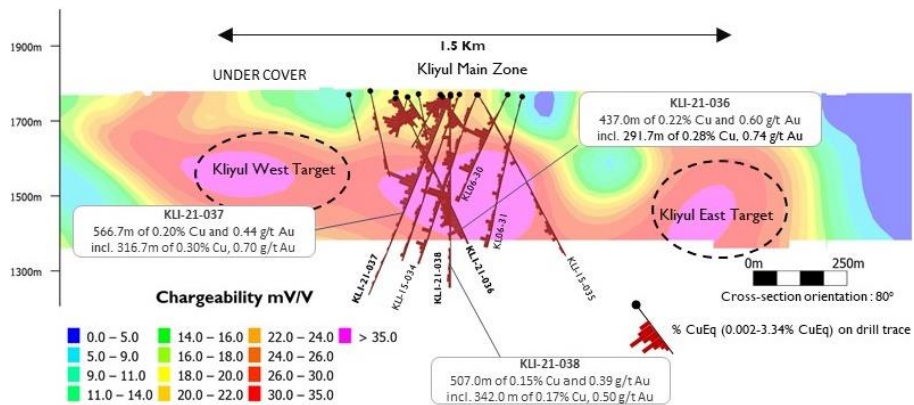 1900m
1.5 Km
UNDER COVER
Kliyul Main Zone
KLI-21-036
437.0m of 0.22% Cu and 0.60 g/t Au
incl. 291.7m of 0.28% Cu, 0.74 g/t Au
1700m
Kliyul West Target
KL06-30
1500m
Kliyul East Target
KLI-21-037
566.7m of 0.20% Cu and 0.44 g/t Au
incl. 316.7m of 0.30% Cu, 0.70 g/t Au
KL06-31
1300m
KLI-21-037
KLI-15-034
KLI-21-038
KLI-21-036
KLI-15-035
0m 250m
Cross-section orientation : 80°
Chargeability mV/V
0.0 – 5.0 14.0 – 16.0 22.0 – 24.0 > 35.0
5.0 – 9.0 16.0 – 18.0 24.0 – 26.0
9.0 – 11.0 18.0 – 20.0 26.0 – 30.0
11.0 – 14.0 20.0 – 22.0 30.0 – 35.0
% CuEq (0.002-3.34% CuEq) on drill trace
KLI-21-038
507.0m of 0.15% Cu and 0.39 g/t Au
incl. 342.0 m of 0.17% Cu, 0.50 g/t Au